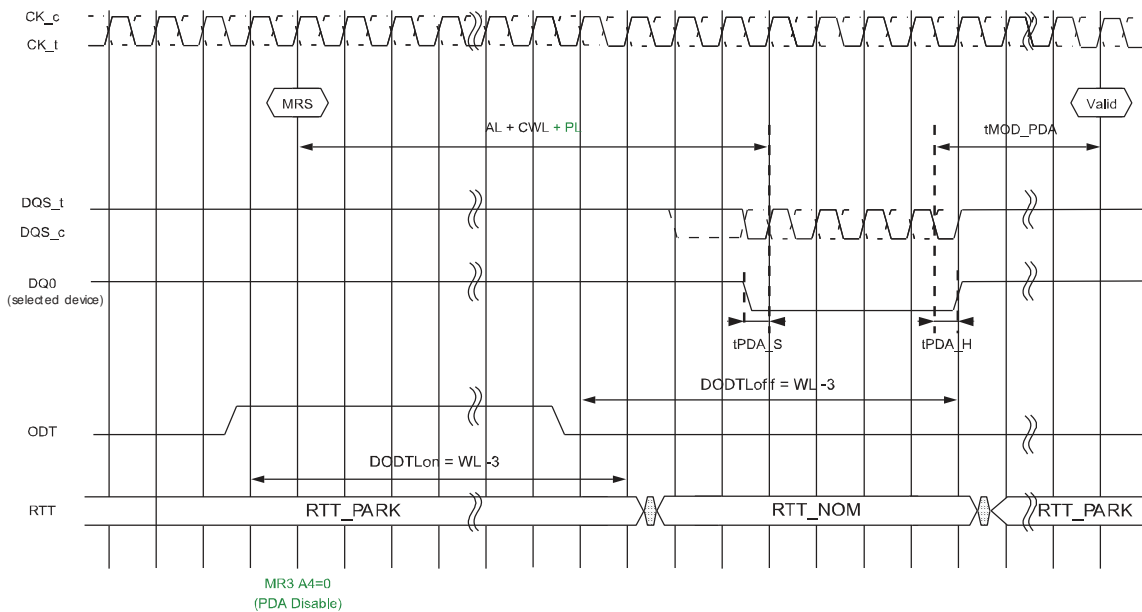 CK_c
CK_t
MRS
Valid
AL + CWL + PL
tMOD_PDA
DQS_t
DQS_c
DQ0
(selected device)
tPDA_S
tPDA_H
DODTLoff = WL -3
ODT
DODTLon = WL -3
RTT
RTT_PARK
RTT_NOM
RTT_PARK
MR3 A4=0
(PDA Disable)